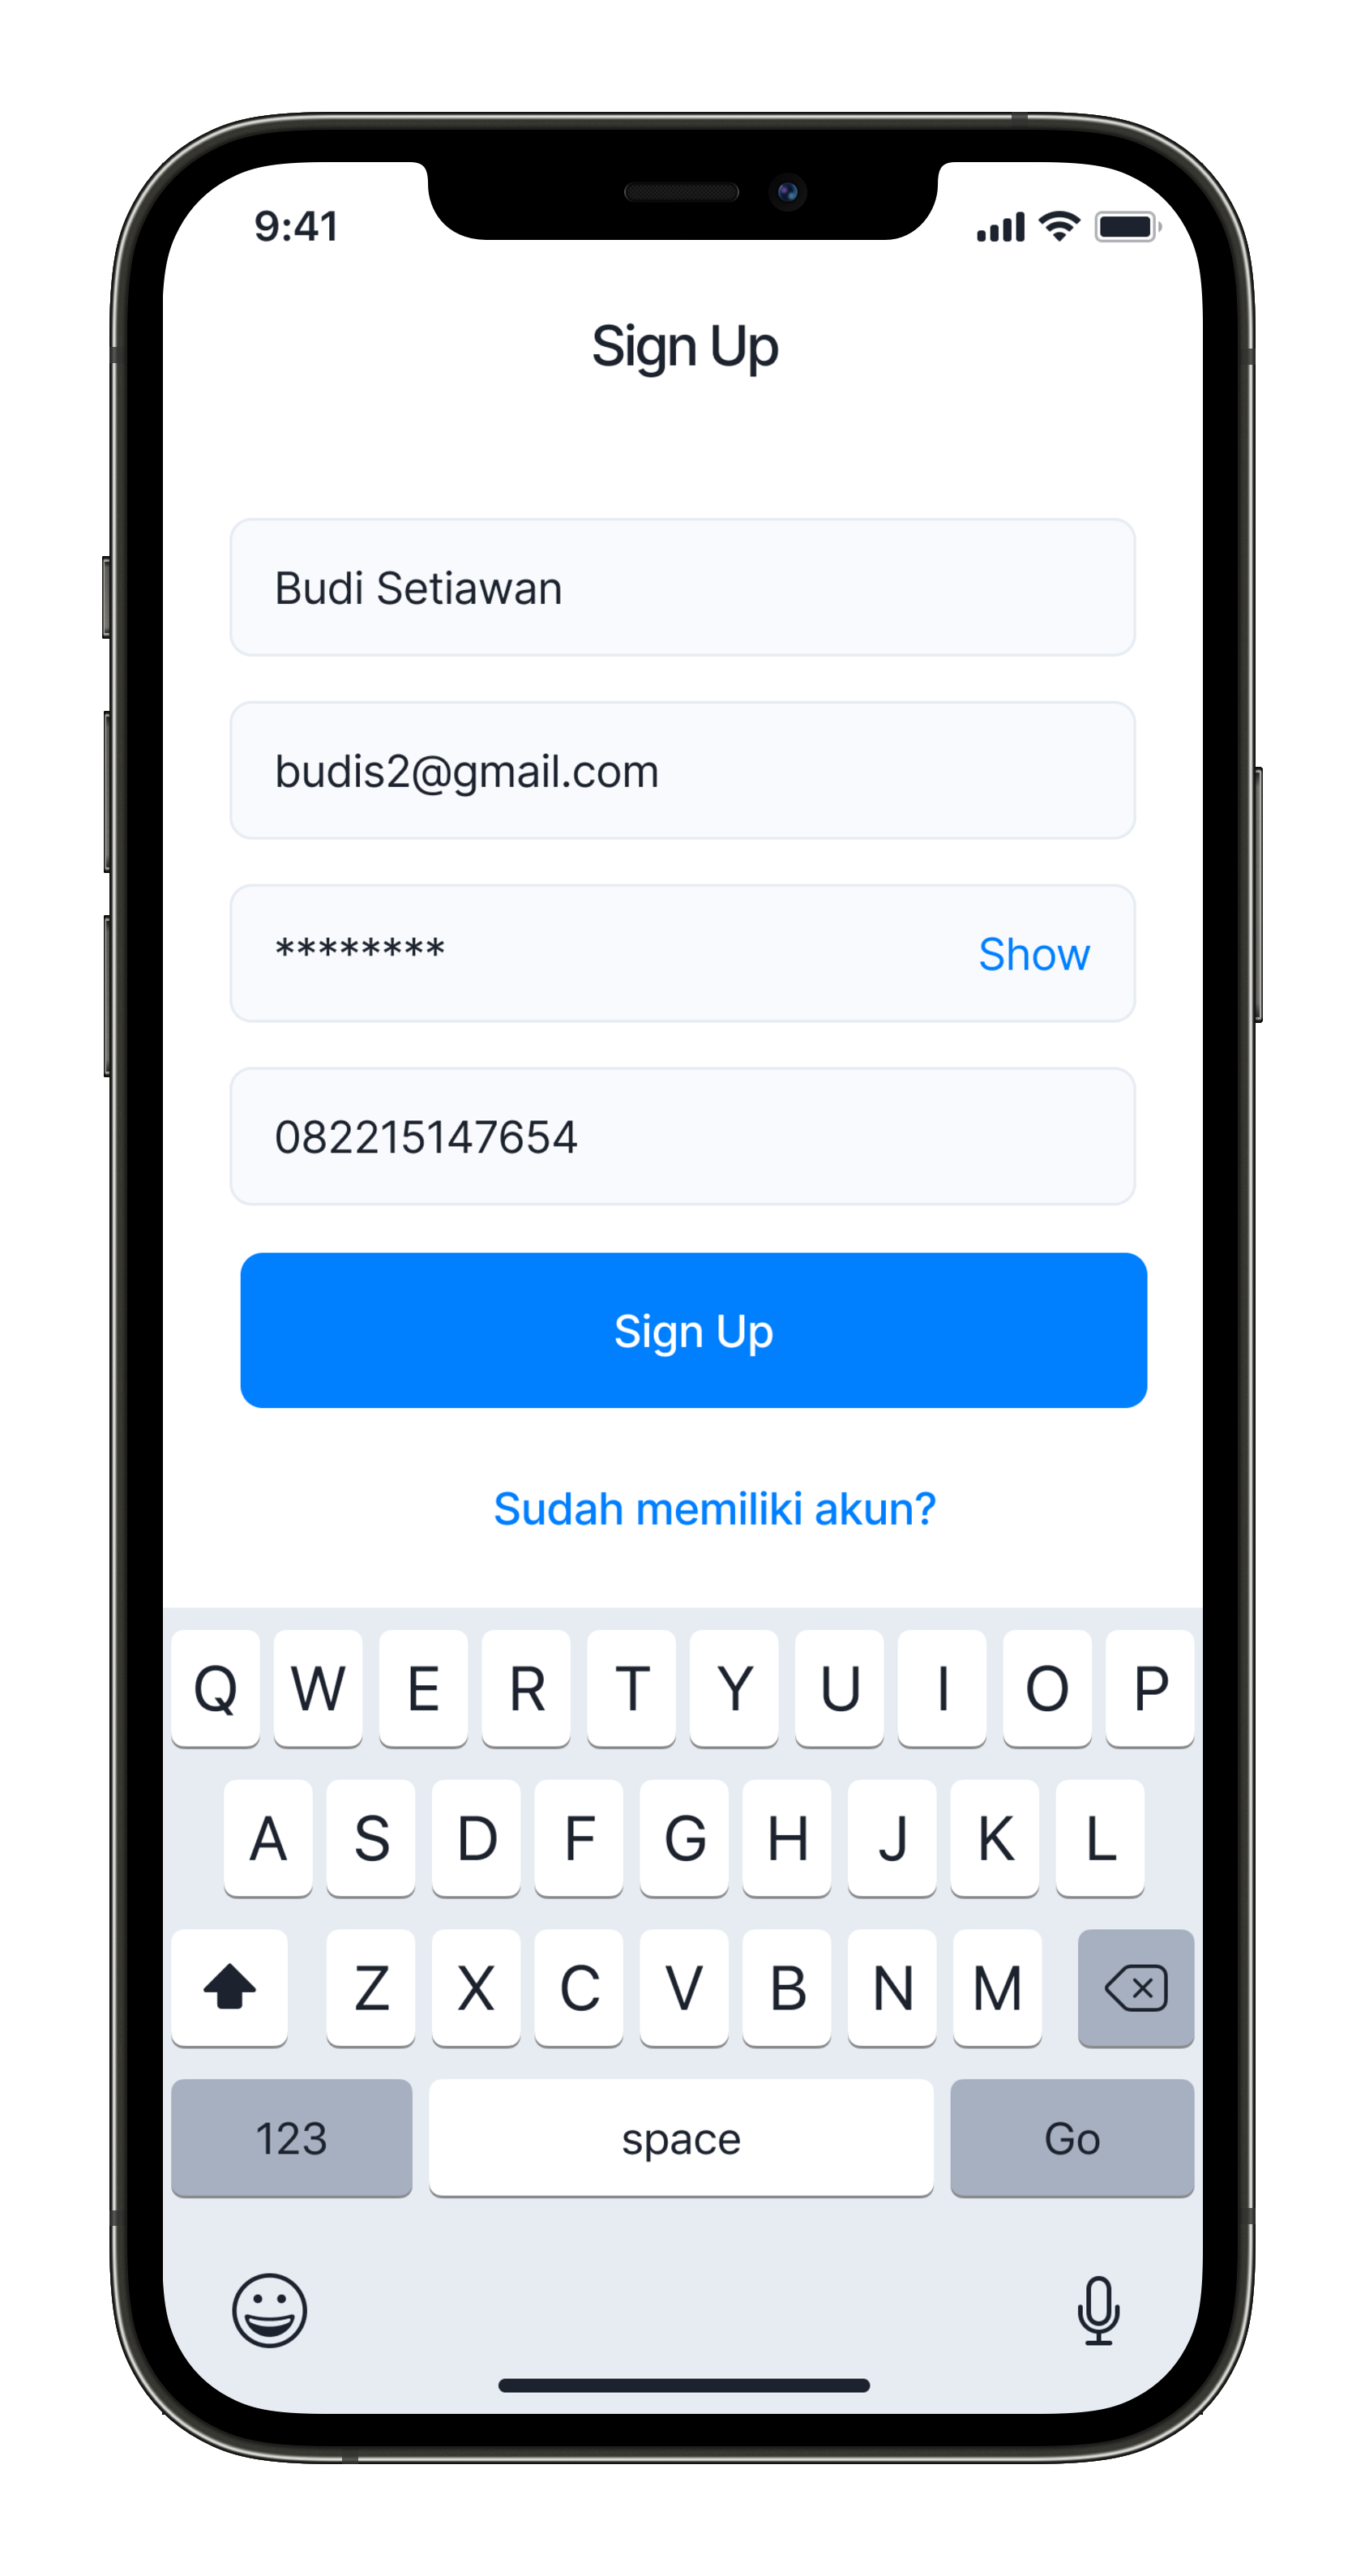 9:41
Sign Up
Budi Setiawan
budis2@gmail.com
******** Show
082215147654
Sign Up
Sudah memiliki akun?
Q W E R T Y U I O P
A S D F G H J K L
Z X C V B N M
123 space Go